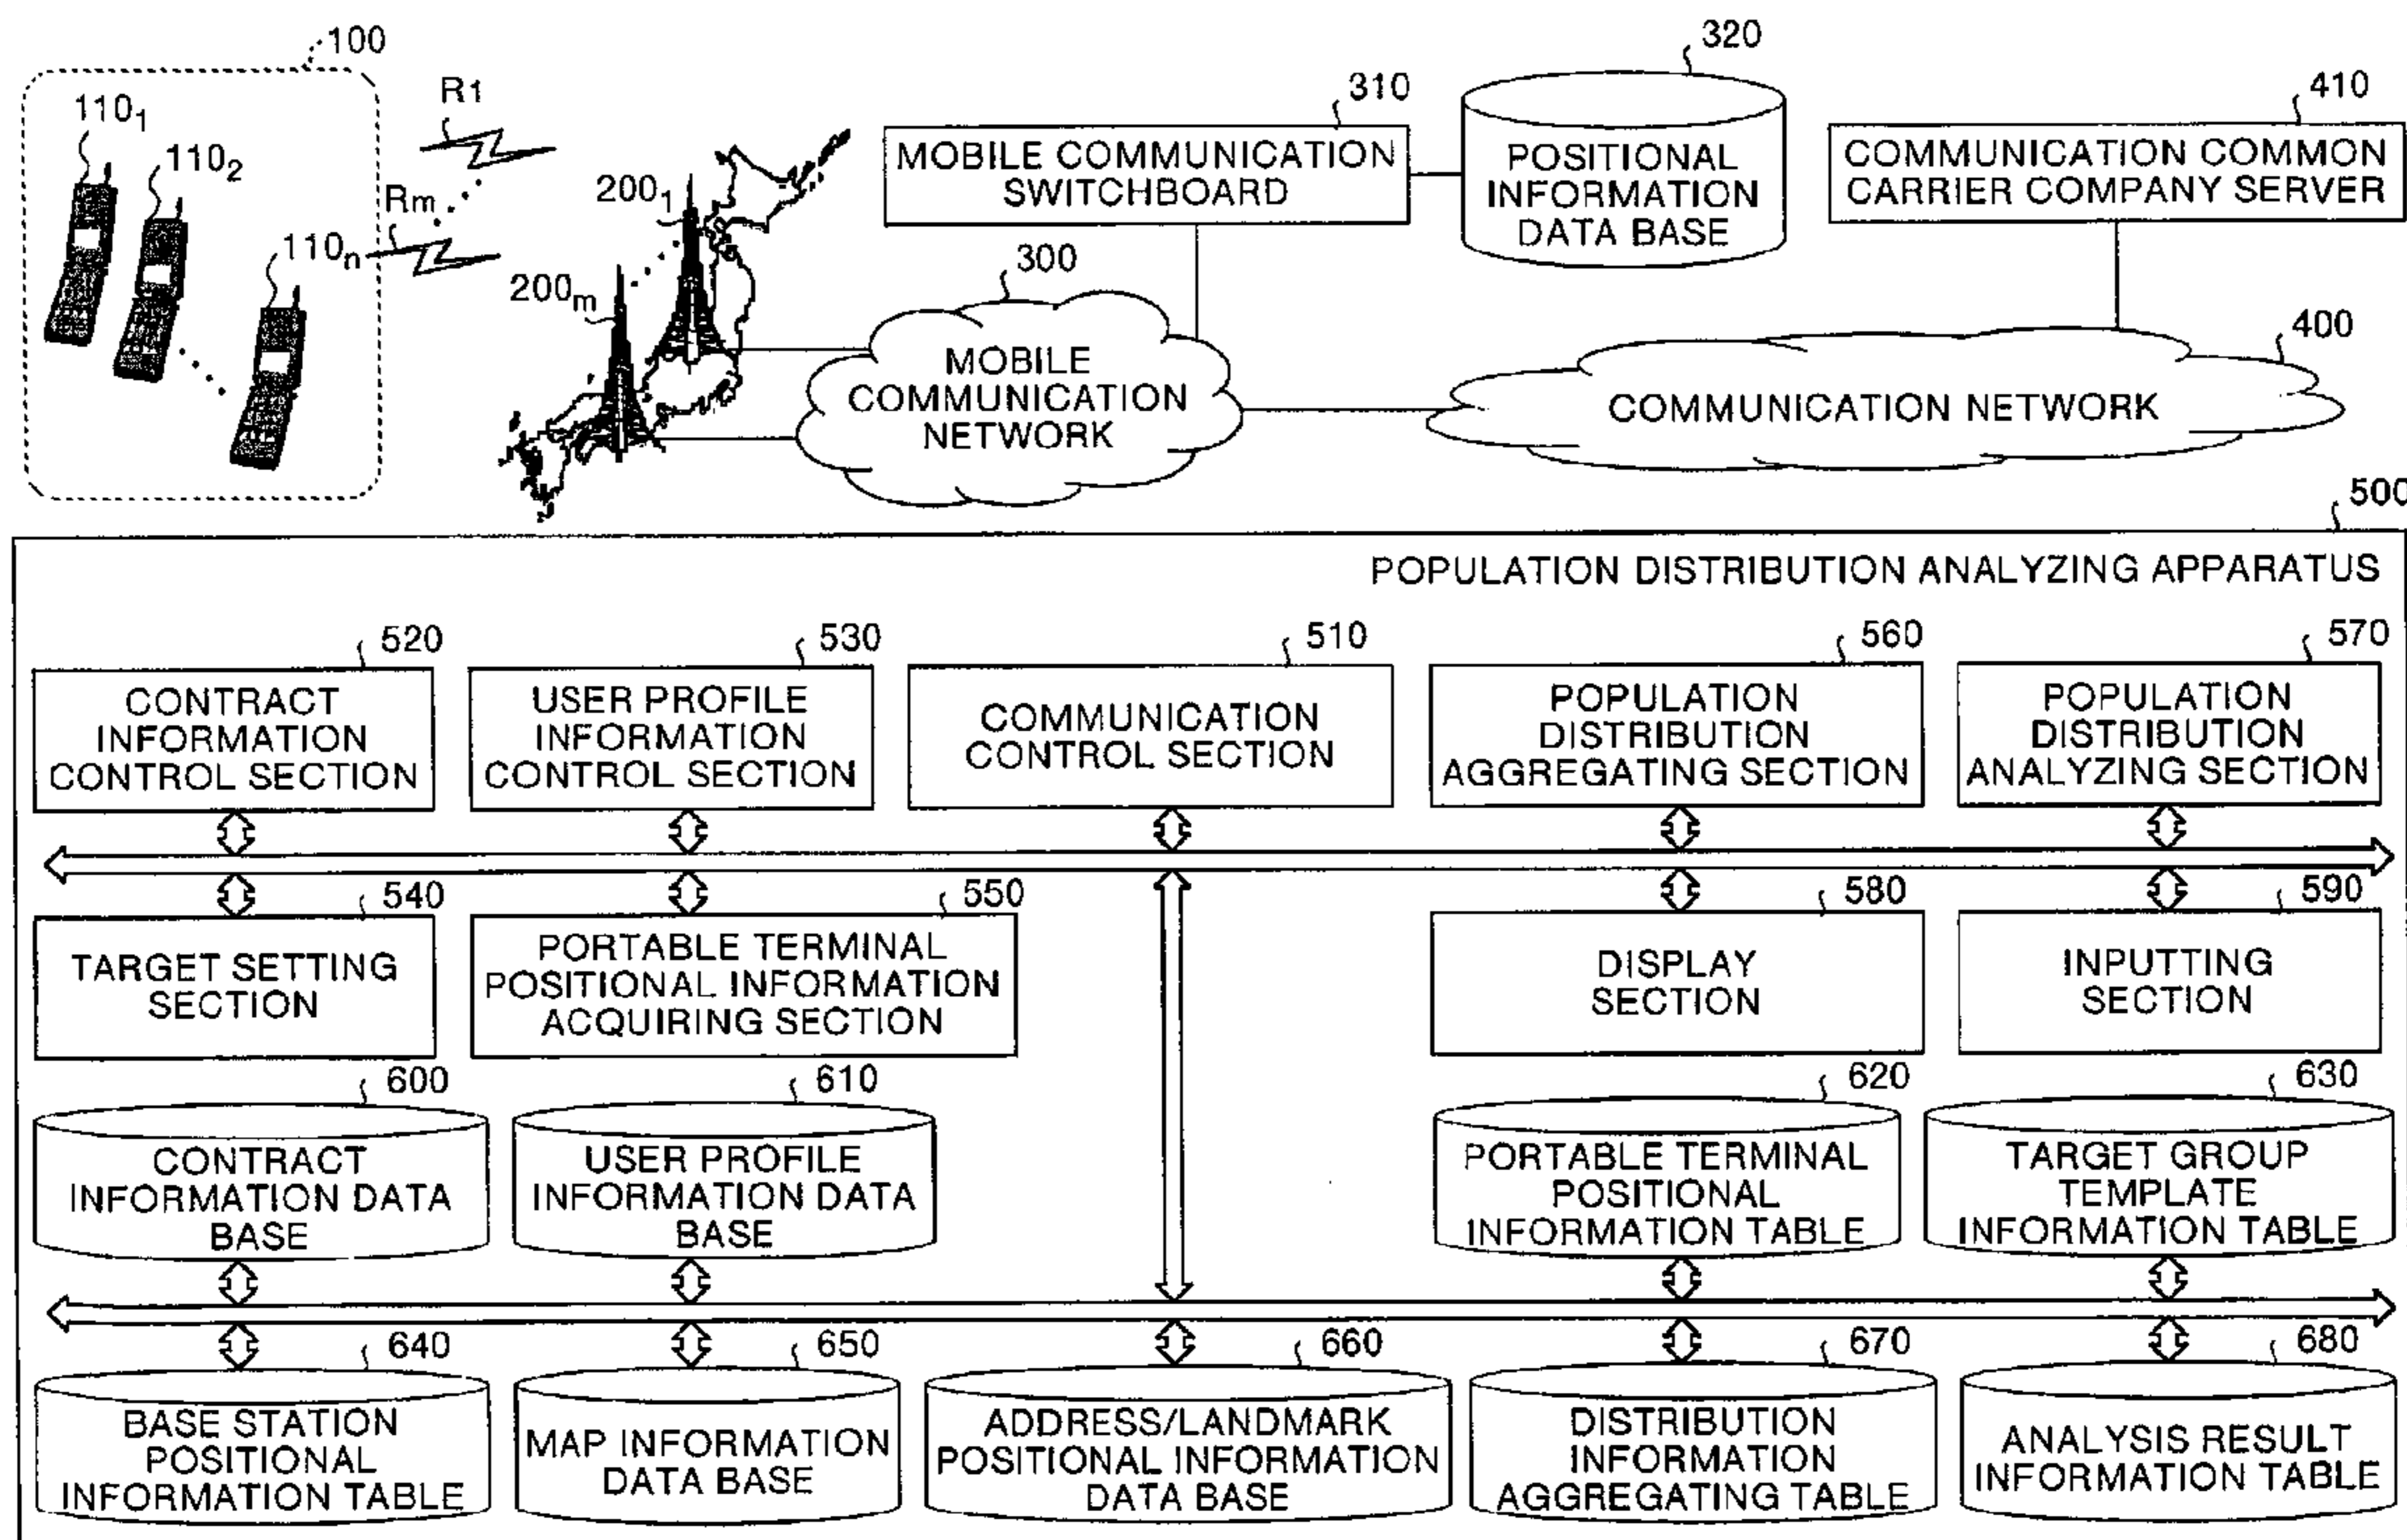 100
110₁
110₂
110ₙ
R1
Rm
200₁
200ₘ
310
MOBILE COMMUNICATION
SWITCHBOARD
320
POSITIONAL
INFORMATION
DATA BASE
410
COMMUNICATION COMMON
CARRIER COMPANY SERVER
300
MOBILE
COMMUNICATION
NETWORK
400
COMMUNICATION NETWORK
500
POPULATION DISTRIBUTION ANALYZING APPARATUS
520
CONTRACT
INFORMATION
CONTROL SECTION
530
USER PROFILE
INFORMATION
CONTROL SECTION
510
COMMUNICATION
CONTROL SECTION
560
POPULATION
DISTRIBUTION
AGGREGATING SECTION
570
POPULATION
DISTRIBUTION
ANALYZING SECTION
540
TARGET SETTING
SECTION
550
PORTABLE TERMINAL
POSITIONAL INFORMATION
ACQUIRING SECTION
580
DISPLAY
SECTION
590
INPUTTING
SECTION
600
CONTRACT
INFORMATION DATA
BASE
610
USER PROFILE
INFORMATION DATA
BASE
620
PORTABLE TERMINAL
POSITIONAL
INFORMATION TABLE
630
TARGET GROUP
TEMPLATE
INFORMATION TABLE
640
BASE STATION
POSITIONAL
INFORMATION TABLE
650
MAP INFORMATION
DATA BASE
660
ADDRESS/LANDMARK
POSITIONAL INFORMATION
DATA BASE
670
DISTRIBUTION
INFORMATION
AGGREGATING TABLE
680
ANALYSIS RESULT
INFORMATION TABLE